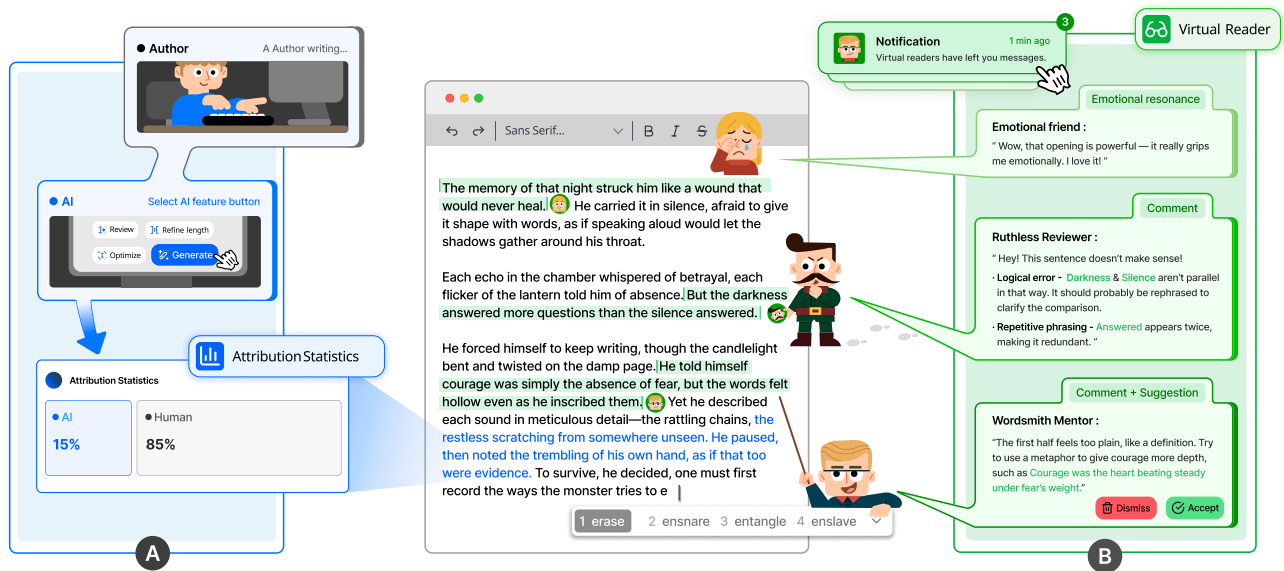 Author
A Author writing...
AI
Select AI feature button
Review
Refine length
Optimize
Generate
Attribution Statistics
Attribution Statistics
AI
15%
Human
85%
A
Sans Serif...
B I S
The memory of that night struck him like a wound that
would never heal. He carried it in silence, afraid to give
it shape with words, as if speaking aloud would let the
shadows gather around his throat.
Each echo in the chamber whispered of betrayal, each
flicker of the lantern told him of absence. But the darkness
answered more questions than the silence answered.
He forced himself to keep writing, though the candlelight
bent and twisted on the damp page. He told himself
courage was simply the absence of fear, but the words felt
hollow even as he inscribed them. Yet he described
each sound in meticulous detail—the rattling chains, the
restless scratching from somewhere unseen. He paused,
then noted the trembling of his own hand, as if that too
were evidence. To survive, he decided, one must first
record the ways the monster tries to e
1 erase 2 ensnare 3 entangle 4 enslave
3
Notification
1 min ago
Virtual readers have left you messages.
Virtual Reader
Emotional resonance
Emotional friend :
“ Wow, that opening is powerful — it really grips
me emotionally. I love it! ”
Comment
Ruthless Reviewer :
“ Hey! This sentence doesn’t make sense!
· Logical error - Darkness & Silence aren’t parallel
in that way. It should probably be rephrased to
clarify the comparison.
· Repetitive phrasing - Answered appears twice,
making it redundant. ”
Comment + Suggestion
Wordsmith Mentor :
“The first half feels too plain, like a definition. Try
to use a metaphor to give courage more depth,
such as Courage was the heart beating steady
under fear’s weight.”
Dismiss
Accept
B